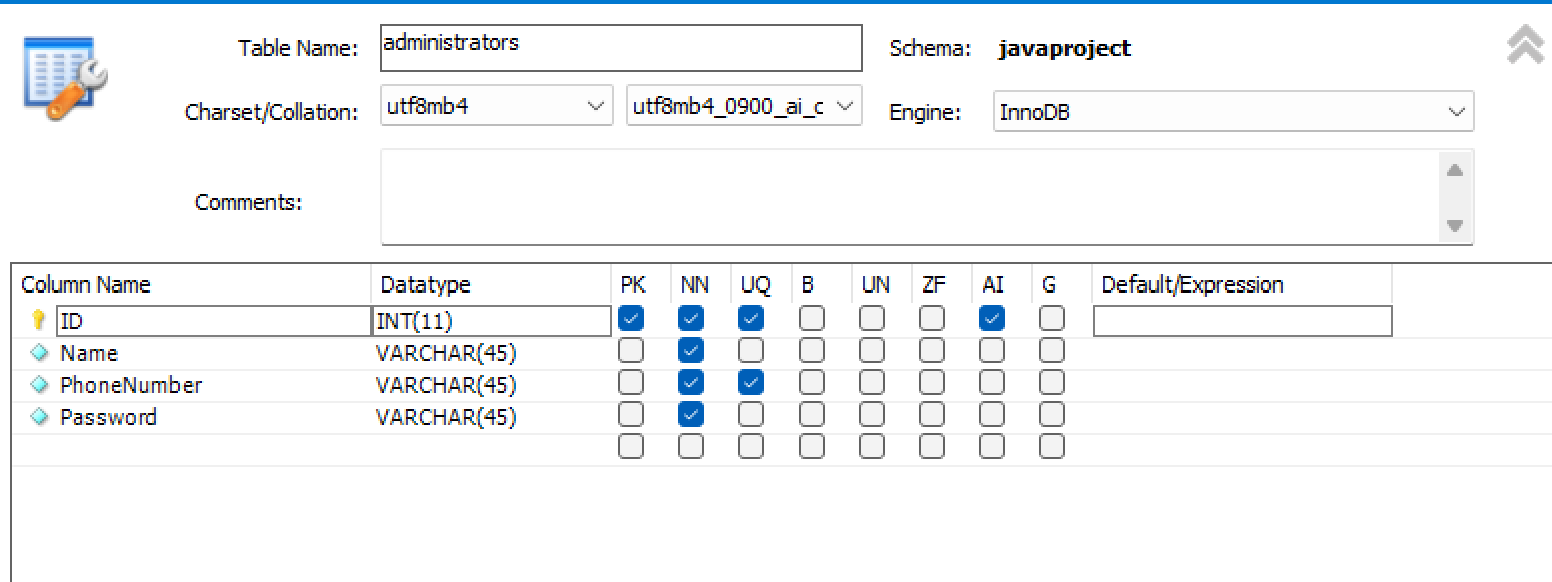 Table Name: administrators Schema: javaproject
Charset/Collation: utf8mb4 utf8mb4_0900_ai_c Engine: InnoDB
Comments:
Column Name Datatype PK NN UQ B UN ZF AI G Default/Expression
ID INT(11)
Name VARCHAR(45)
PhoneNumber VARCHAR(45)
Password VARCHAR(45)